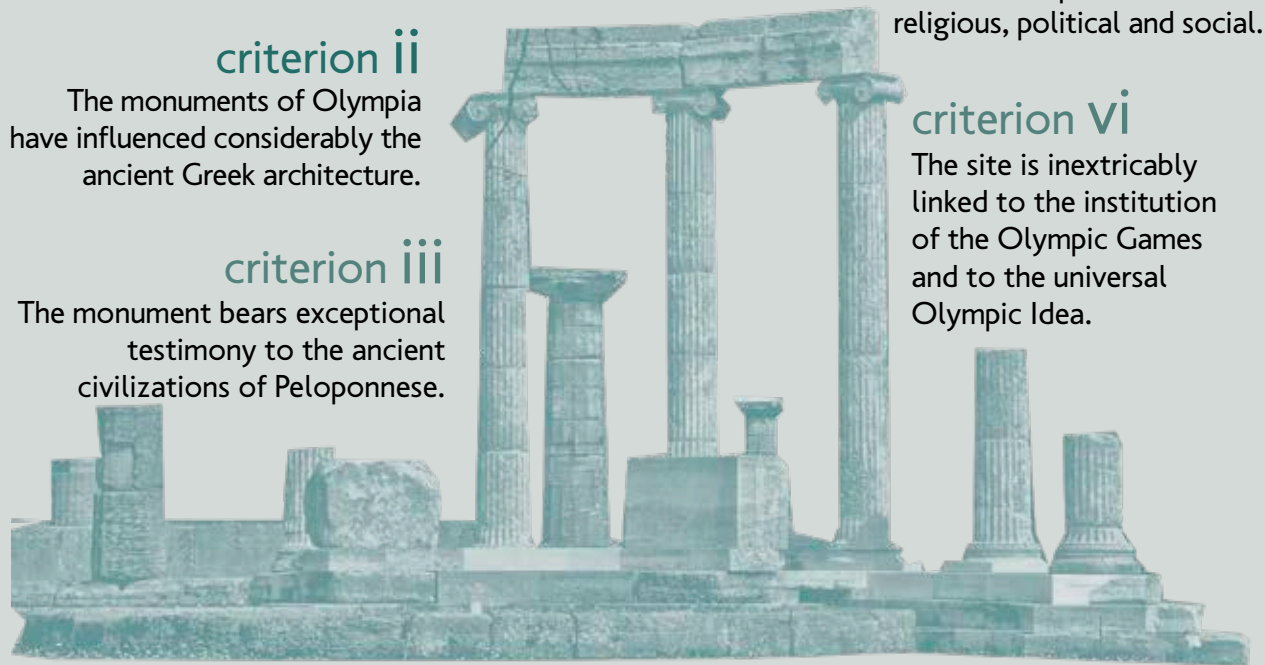 criterion ii
The monuments of Olympia
have influenced considerably the
ancient Greek architecture.
criterion iii
The monument bears exceptional
testimony to the ancient
civilizations of Peloponnese.
religious, political and social.
criterion vi
The site is inextricably
linked to the institution
of the Olympic Games
and to the universal
Olympic Idea.